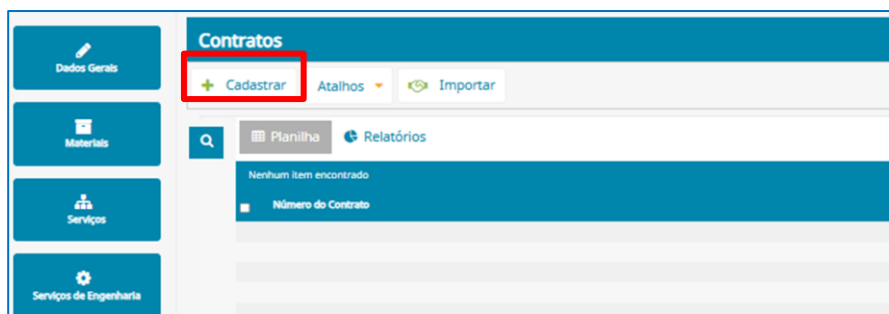 Dados Gerais
Materiais
Serviços
Serviços de Engenharia
Contratos
+ Cadastrar Atalhos Importar
Planilha Relatórios
Nenhum item encontrado
Número do Contrato